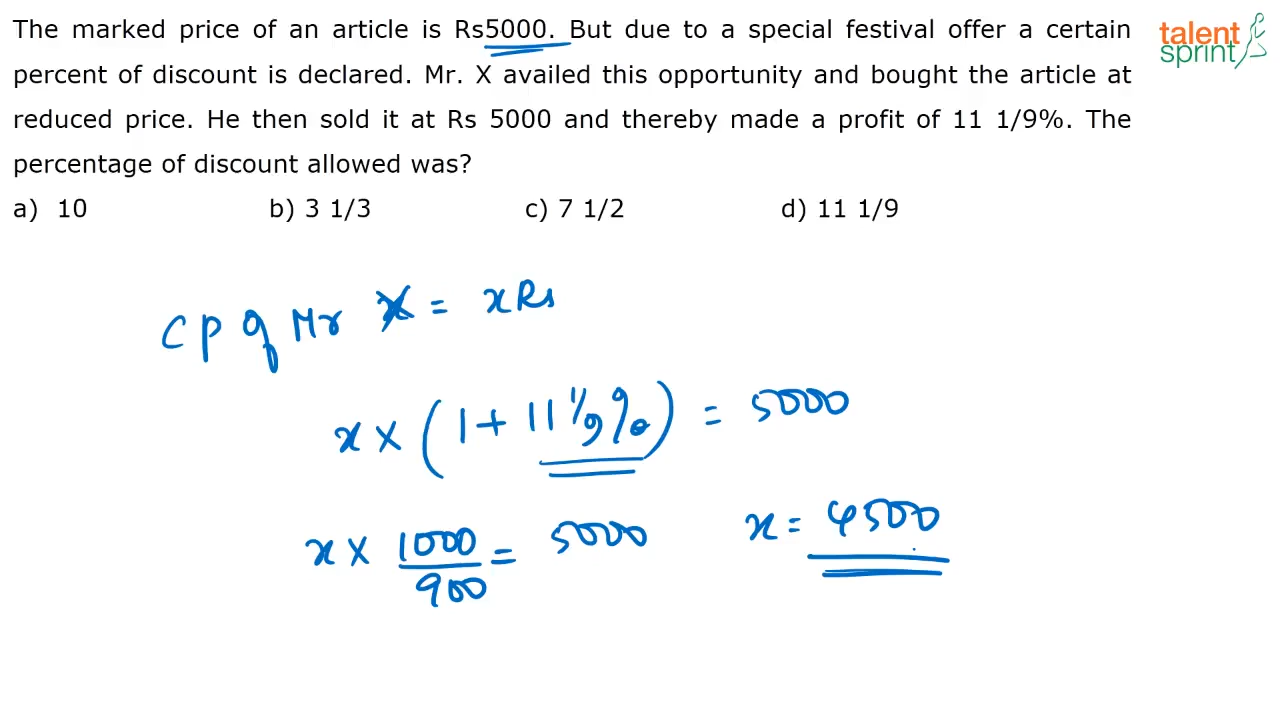 The marked price of an article is Rs5000. But due to a special festival offer a certain
percent of discount is declared. Mr. X availed this opportunity and bought the article at
reduced price. He then sold it at Rs 5000 and thereby made a profit of 11 1/9%. The
percentage of discount allowed was?
a) 10 b) 3 1/3 c) 7 1/2 d) 11 1/9
talent
sprint
CP of Mr X = x Rs
x × (1 + 11 1/9 %) = 5000
x × 1000/900 = 5000 x = 4500